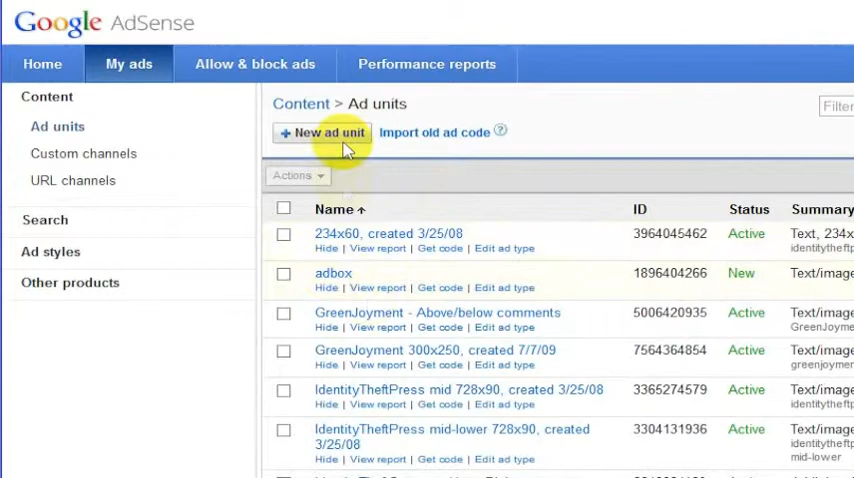 Google AdSense
Home My ads Allow & block ads Performance reports
Content
Ad units
Custom channels
URL channels
Search
Ad styles
Other products
Content > Ad units
Filter
+ New ad unit Import old ad code ?
Actions
Name ID Status Summary
234x60, created 3/25/08 3964045462 Active Text, 234x
Hide | View report | Get code | Edit ad type identitytheftp
adbox 1896404266 New Text/image
Hide | View report | Get code | Edit ad type
GreenJoyment - Above/below comments 5006420935 Active Text/image
Hide | View report | Get code | Edit ad type GreenJoyme
GreenJoyment 300x250, created 7/7/09 7564364854 Active Text/image
Hide | View report | Get code | Edit ad type greenjoymer
IdentityTheftPress mid 728x90, created 3/25/08 3365274579 Active Text/image
Hide | View report | Get code | Edit ad type identitytheftp
IdentityTheftPress mid-lower 728x90, created 3304131936 Active Text/image
3/25/08 identitytheftp
Hide | View report | Get code | Edit ad type mid-lower